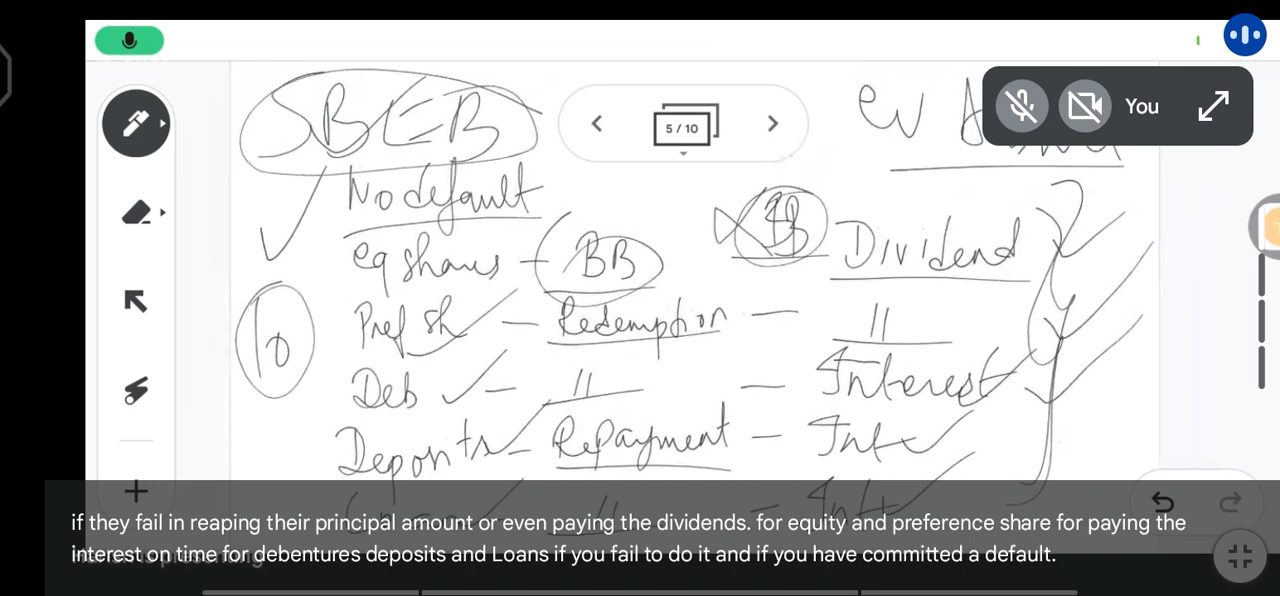 SBEB
5 / 10
You
No default
eq shares - BB
Dividend
Pref sh - Redemption - "
Deb - " - Interest
Deposits - Repayment - Int
if they fail in reaping their principal amount or even paying the dividends. for equity and preference share for paying the
interest on time for debentures deposits and Loans if you fail to do it and if you have committed a default.
10